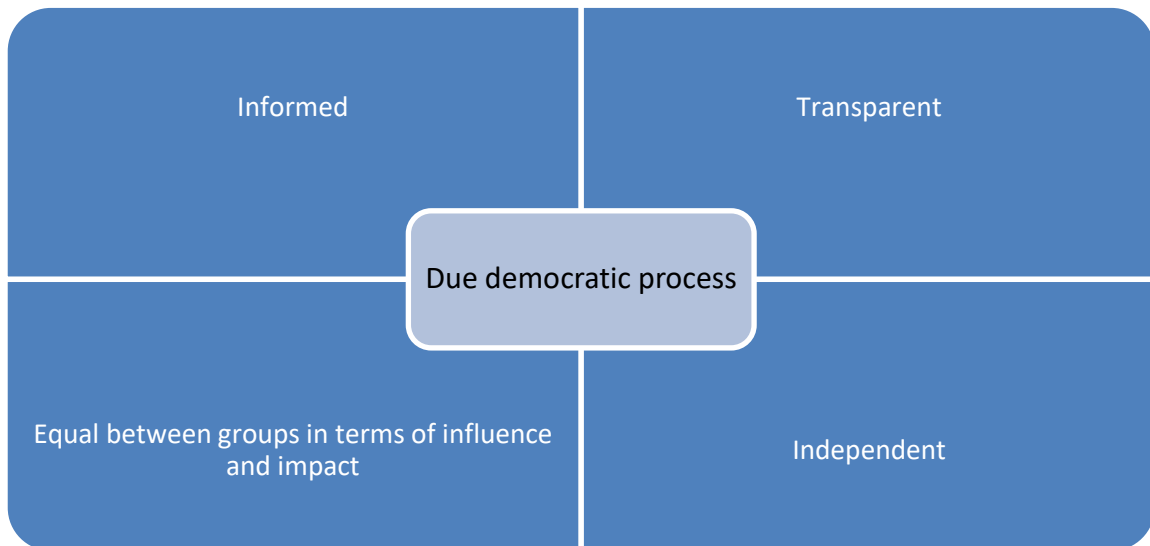 Informed
Transparent
Due democratic process
Equal between groups in terms of influence
and impact
Independent